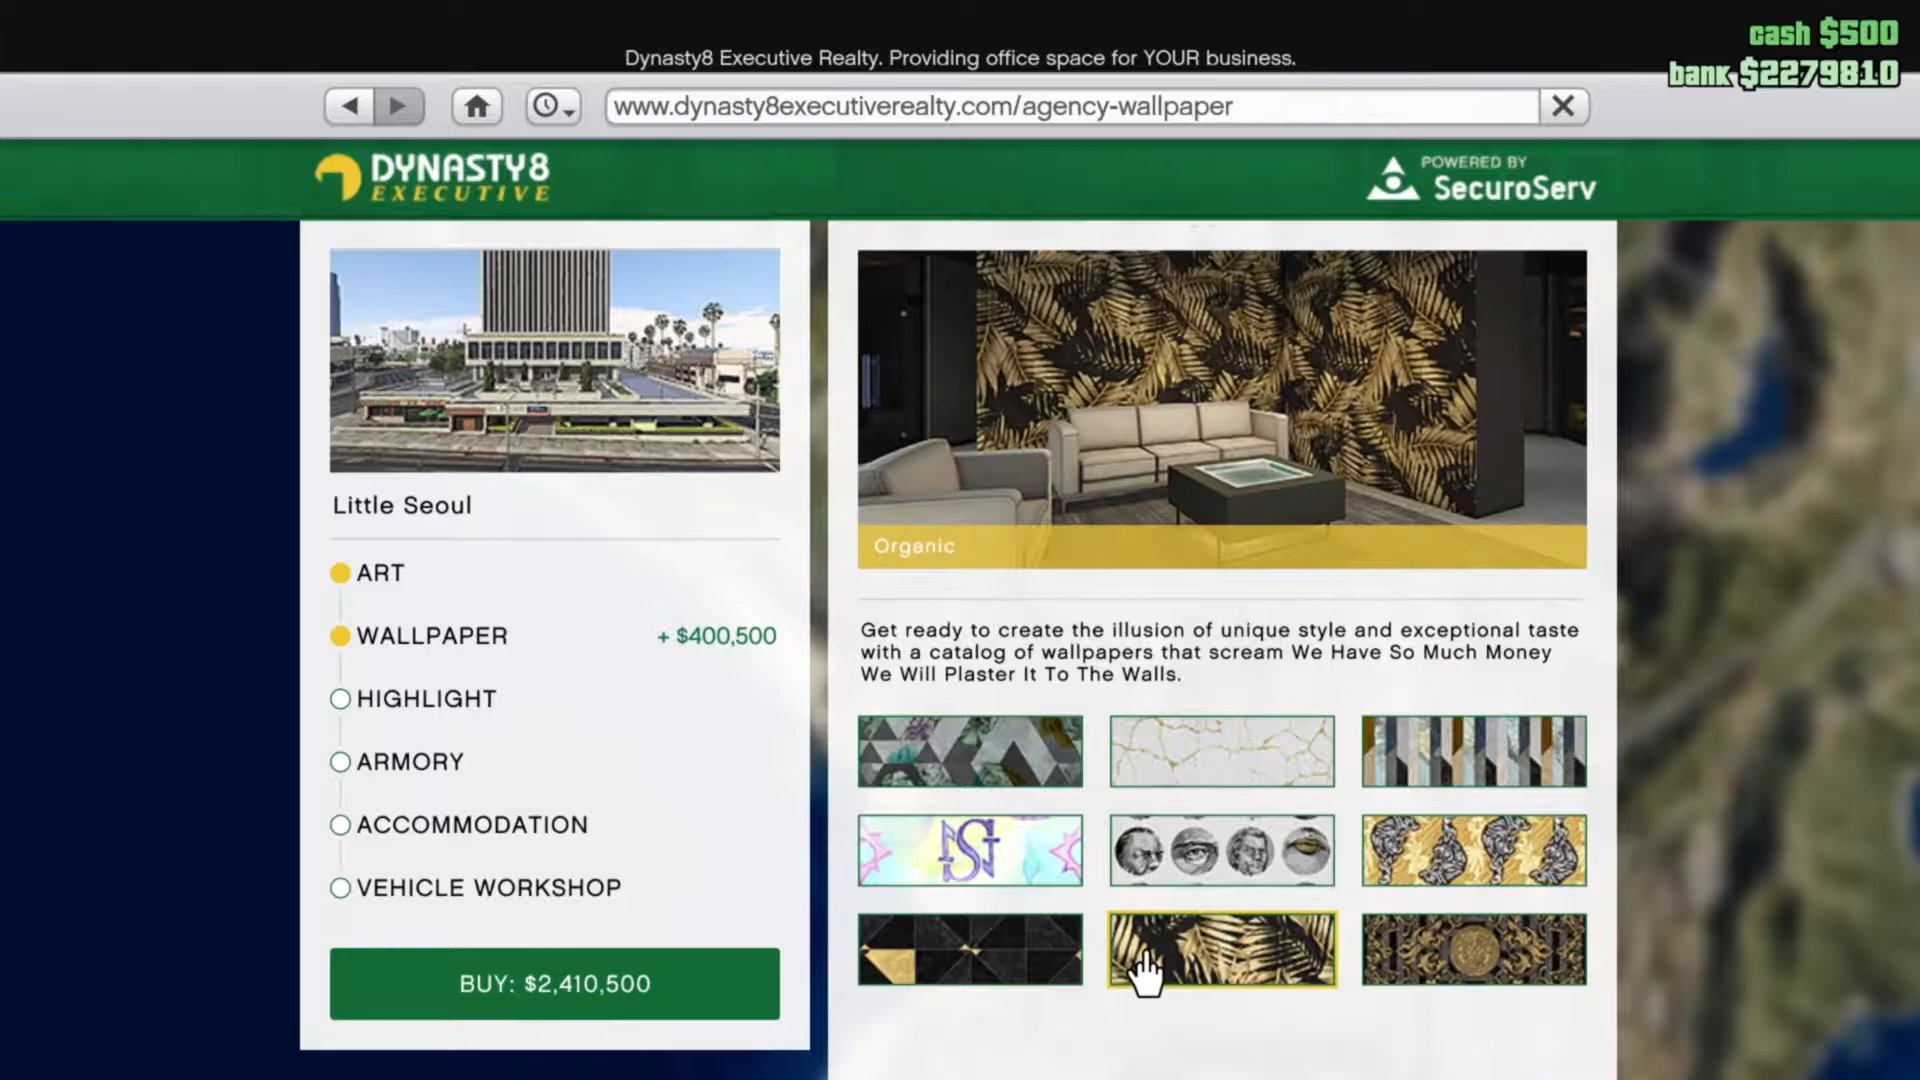 cash $500
bank $2279810
Dynasty8 Executive Realty. Providing office space for YOUR business.
www.dynasty8executiverealty.com/agency-wallpaper
DYNASTY8
EXECUTIVE
POWERED BY
SecuroServ
Little Seoul
ART
WALLPAPER + $400,500
HIGHLIGHT
ARMORY
ACCOMMODATION
VEHICLE WORKSHOP
BUY: $2,410,500
Organic
Get ready to create the illusion of unique style and exceptional taste
with a catalog of wallpapers that scream We Have So Much Money
We Will Plaster It To The Walls.